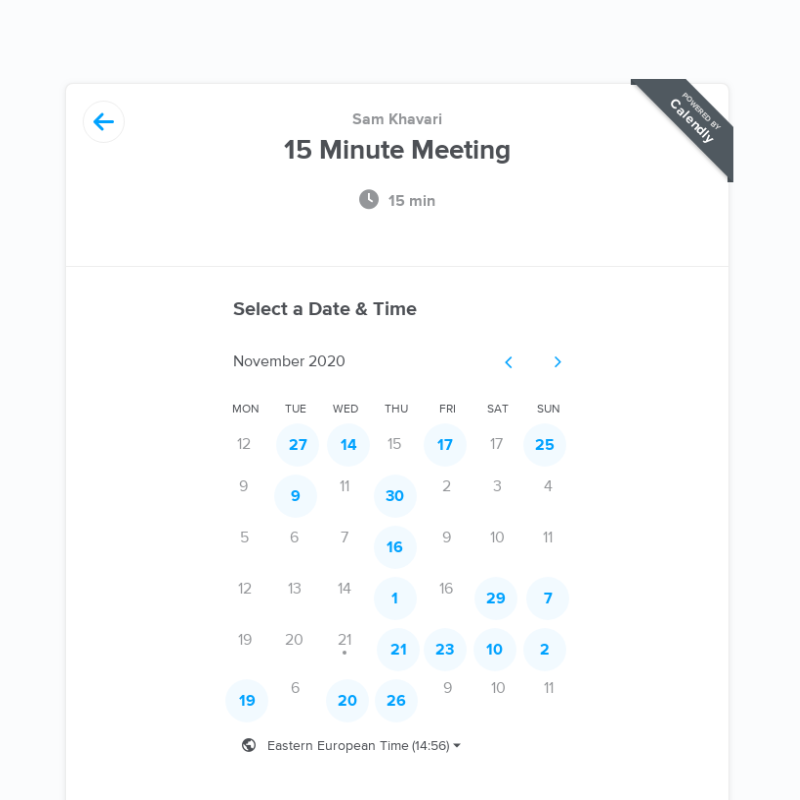 POWERED BY
Calendly
Sam Khavari
15 Minute Meeting
15 min
Select a Date & Time
November 2020
MON TUE WED THU FRI SAT SUN
12 27 14 15 17 17 25
9 9 11 30 2 3 4
5 6 7 16 9 10 11
12 13 14 1 16 29 7
19 20 21 21 23 10 2
19 6 20 26 9 10 11
Eastern European Time (14:56)